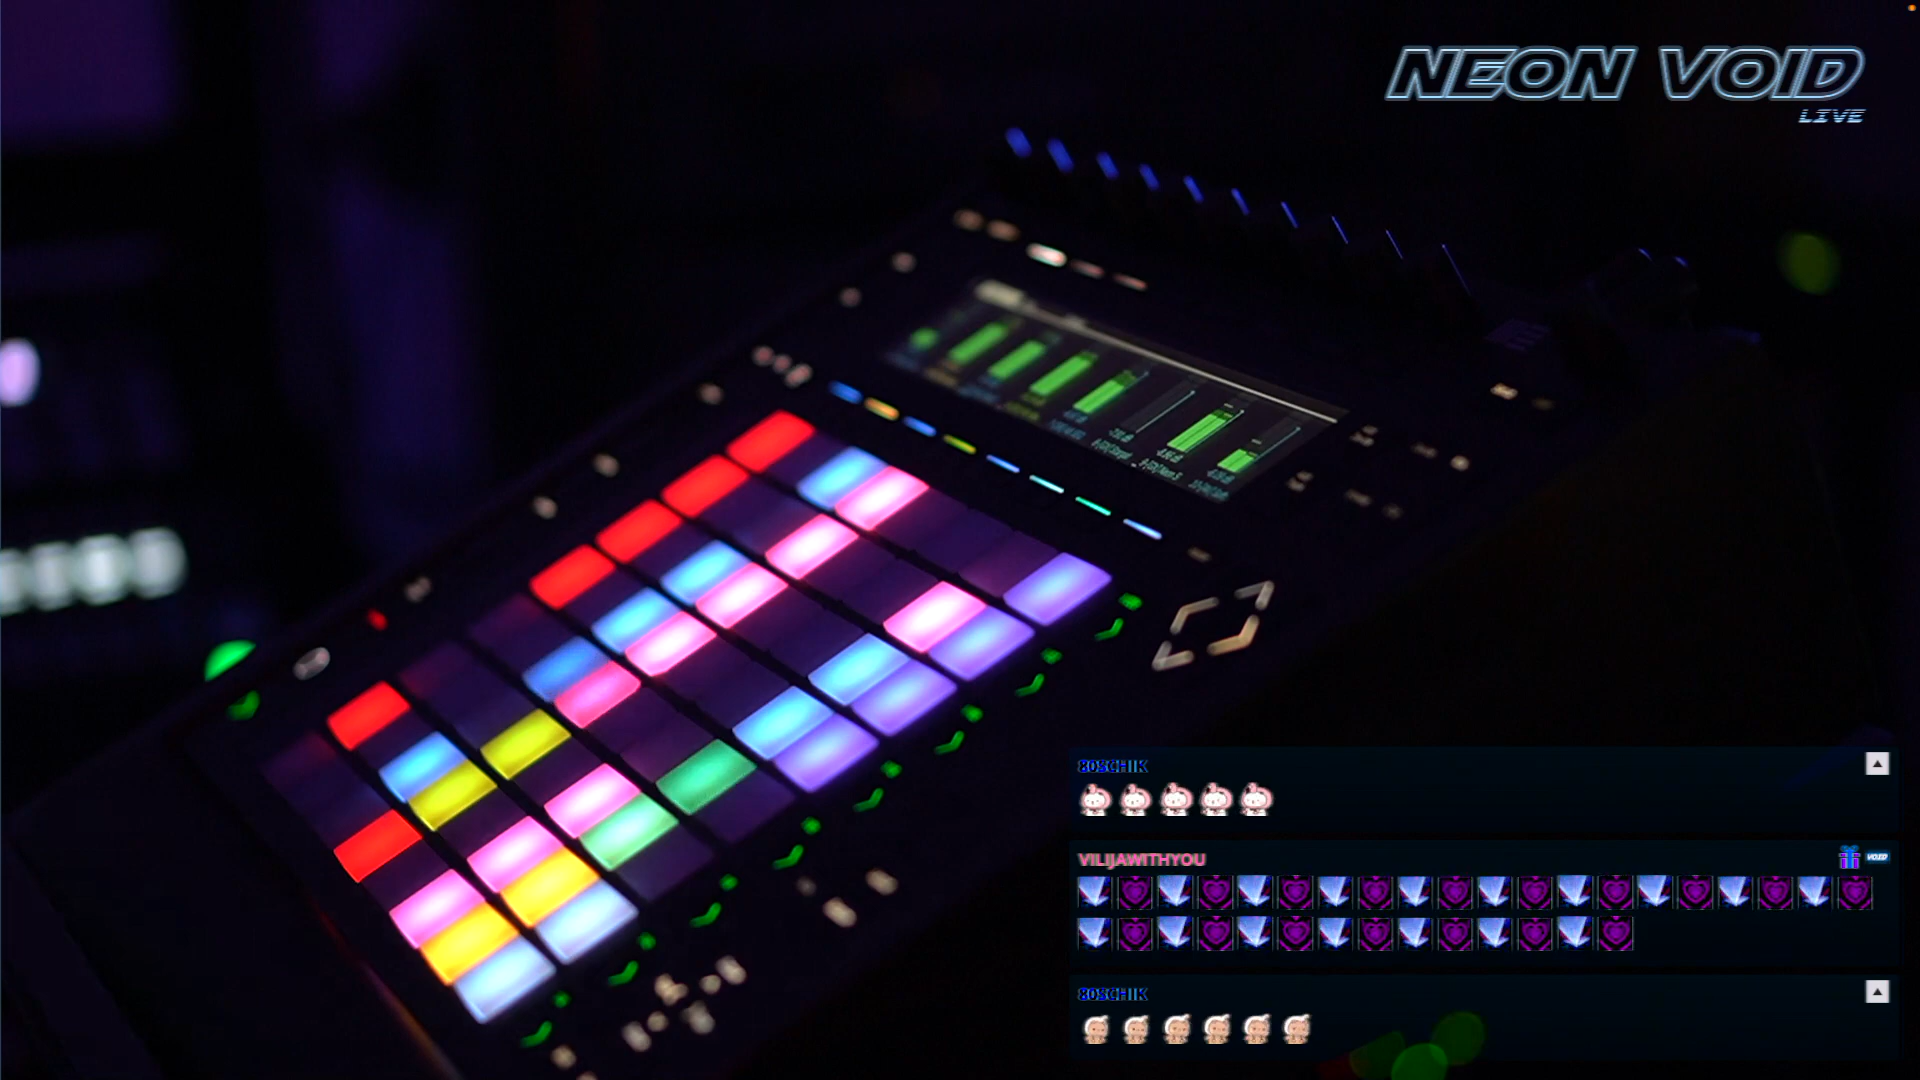 NEON VOID
LIVE
80SCHIK
VILIJAWITHYOU
VOID
80SCHIK